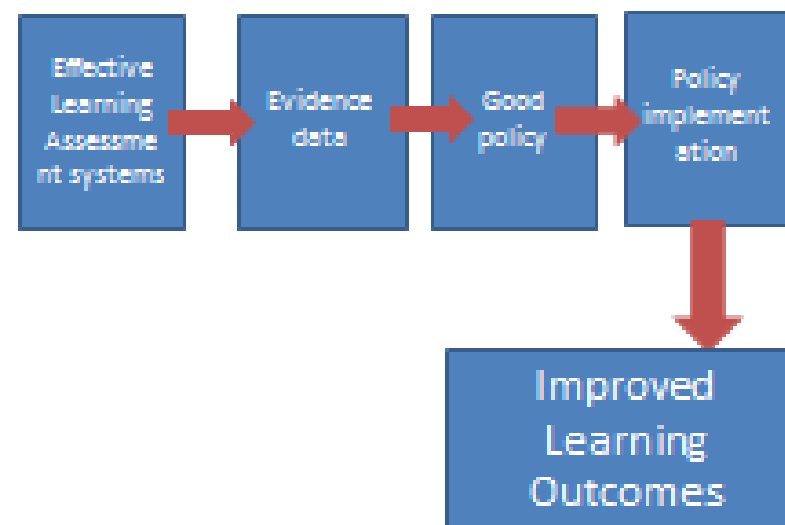 Effective
Learning
Assessme
nt systems
Evidence
data
Good
policy
Policy
implement
ation
Improved
Learning
Outcomes